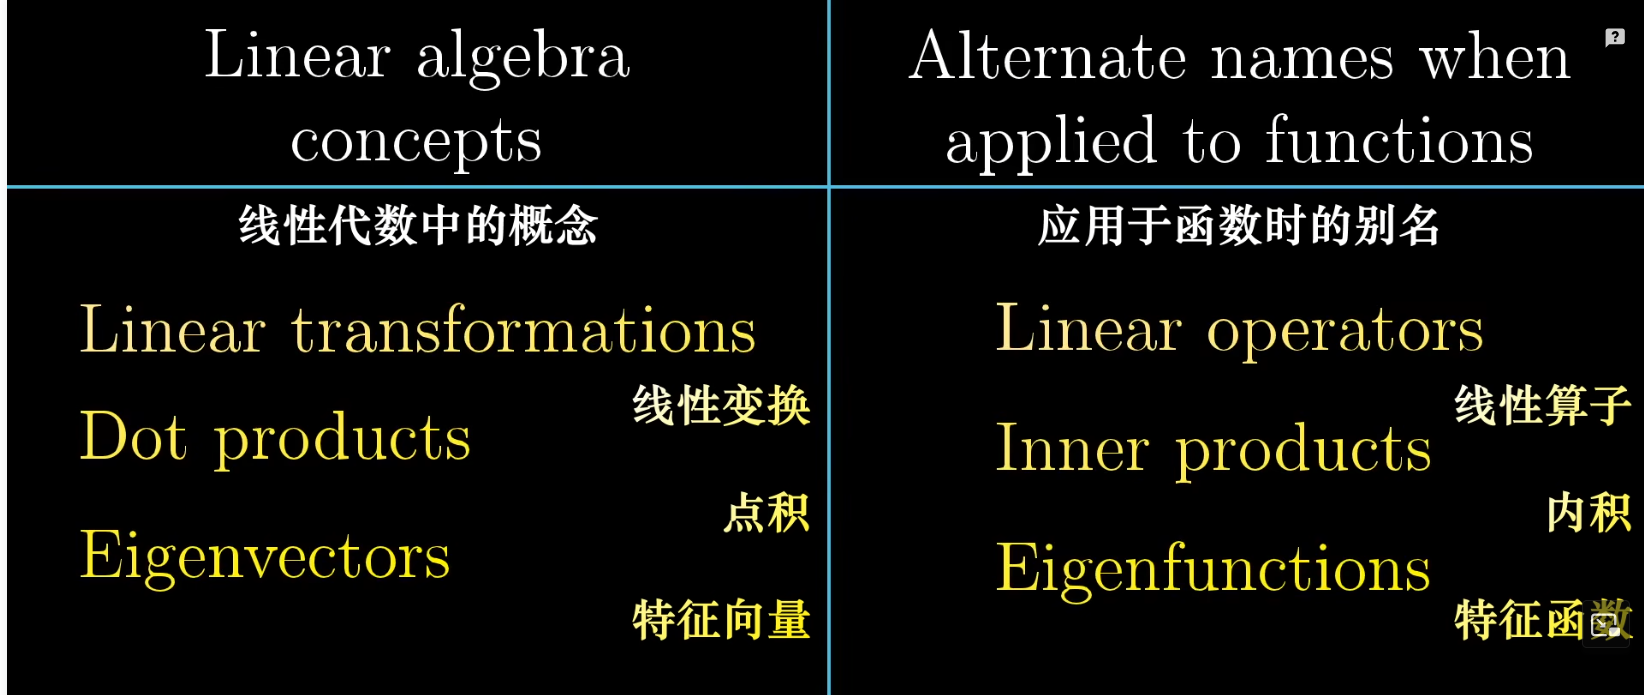 Linear algebra
concepts
线性代数中的概念
Linear transformations
线性变换
Dot products
点积
Eigenvectors
特征向量
Alternate names when
applied to functions
应用于函数时的别名
Linear operators
线性算子
Inner products
内积
Eigenfunctions
特征函数
?